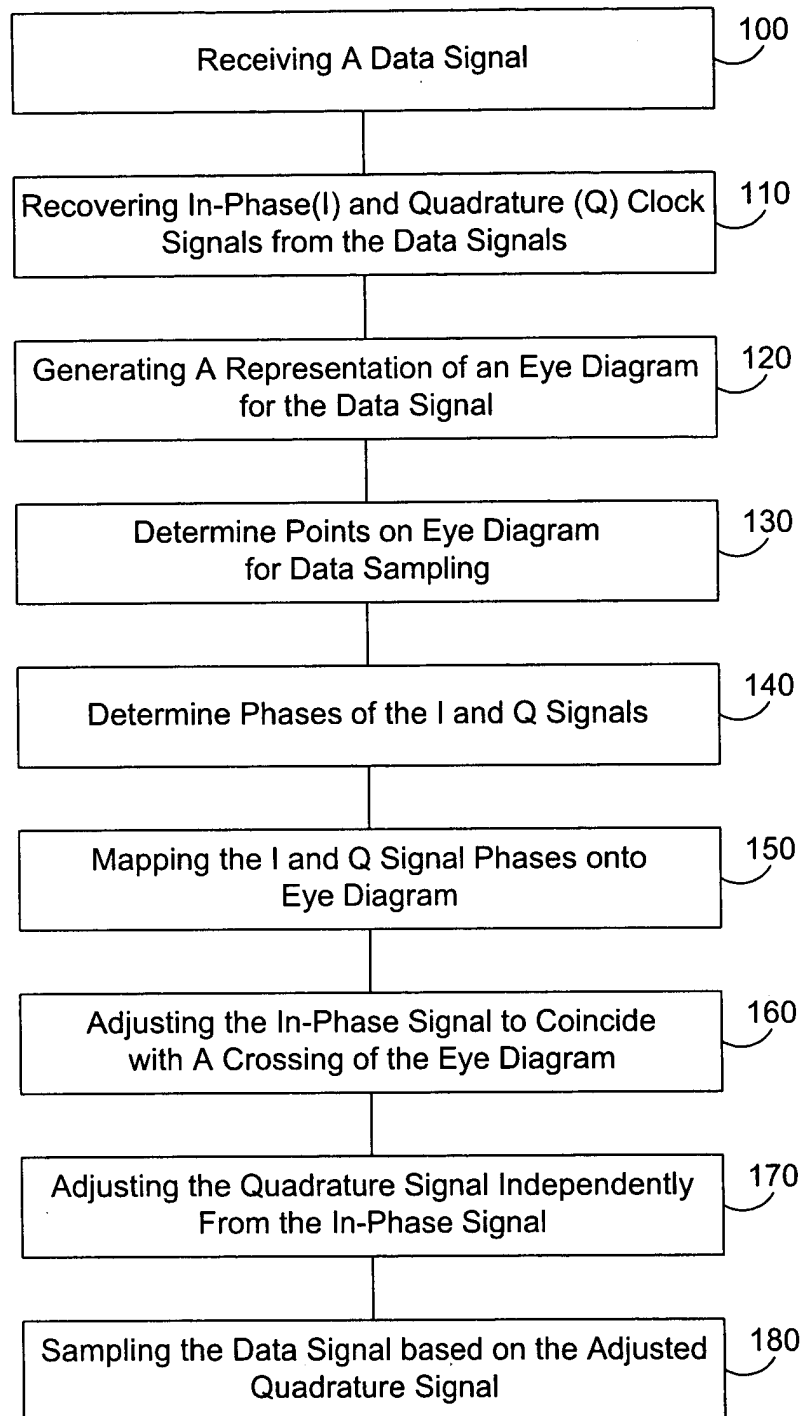 Receiving A Data Signal
100
Recovering In-Phase(I) and Quadrature (Q) Clock
Signals from the Data Signals
110
Generating A Representation of an Eye Diagram
for the Data Signal
120
Determine Points on Eye Diagram
for Data Sampling
130
Determine Phases of the I and Q Signals
140
Mapping the I and Q Signal Phases onto
Eye Diagram
150
Adjusting the In-Phase Signal to Coincide
with A Crossing of the Eye Diagram
160
Adjusting the Quadrature Signal Independently
From the In-Phase Signal
170
Sampling the Data Signal based on the Adjusted
Quadrature Signal
180